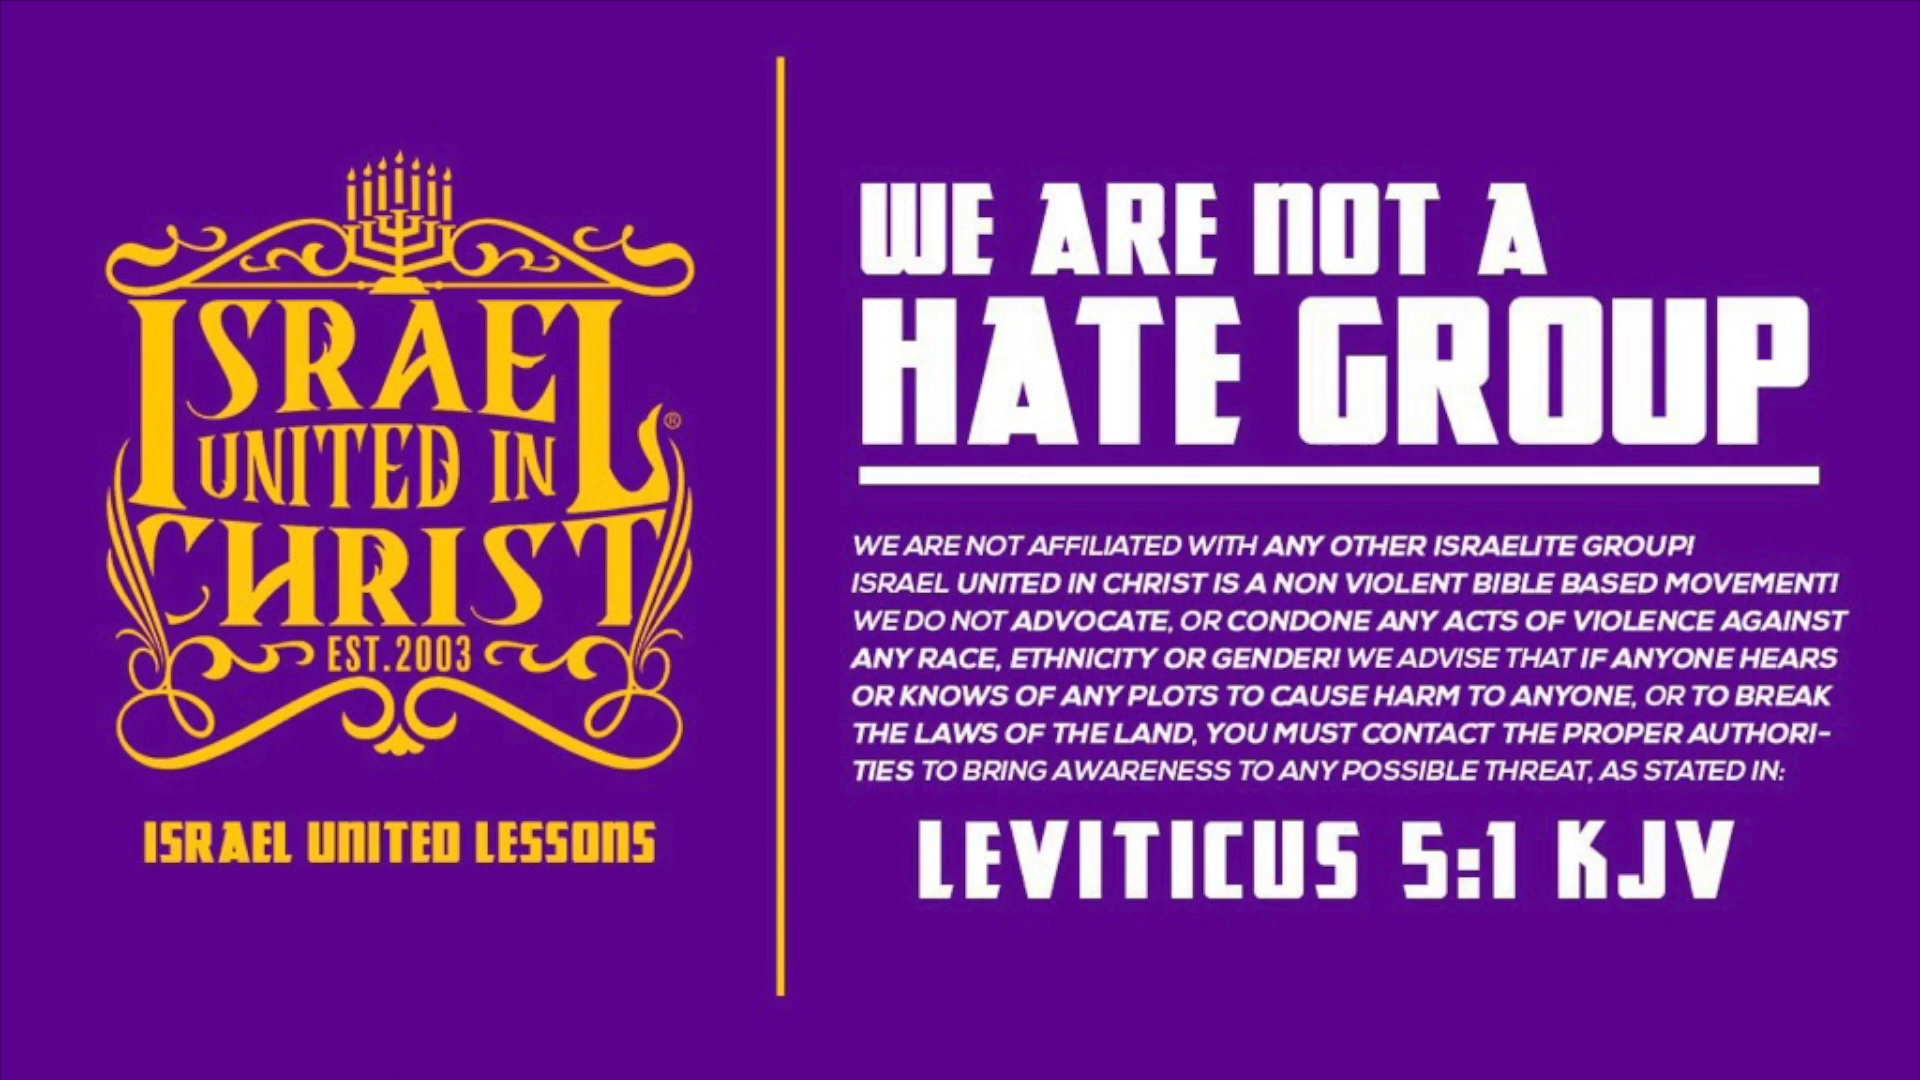 ISRAEL
UNITED IN
CHRIST
®
EST.2003
ISRAEL UNITED LESSONS
WE ARE NOT A
HATE GROUP
WE ARE NOT AFFILIATED WITH ANY OTHER ISRAELITE GROUP!
ISRAEL UNITED IN CHRIST IS A NON VIOLENT BIBLE BASED MOVEMENT!
WE DO NOT ADVOCATE, OR CONDONE ANY ACTS OF VIOLENCE AGAINST
ANY RACE, ETHNICITY OR GENDER! WE ADVISE THAT IF ANYONE HEARS
OR KNOWS OF ANY PLOTS TO CAUSE HARM TO ANYONE, OR TO BREAK
THE LAWS OF THE LAND, YOU MUST CONTACT THE PROPER AUTHORI-
TIES TO BRING AWARENESS TO ANY POSSIBLE THREAT, AS STATED IN:
LEVITICUS 5:1 KJV